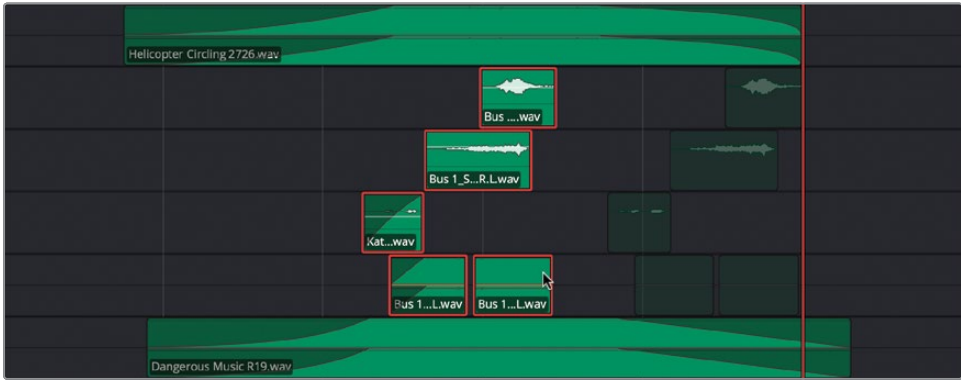 Helicopter Circling 2726.wav
Bus ....wav
Bus 1_S...R.L.wav
Kat...wav
Bus 1...L.wav
Bus 1...L.wav
Dangerous Music R19.wav